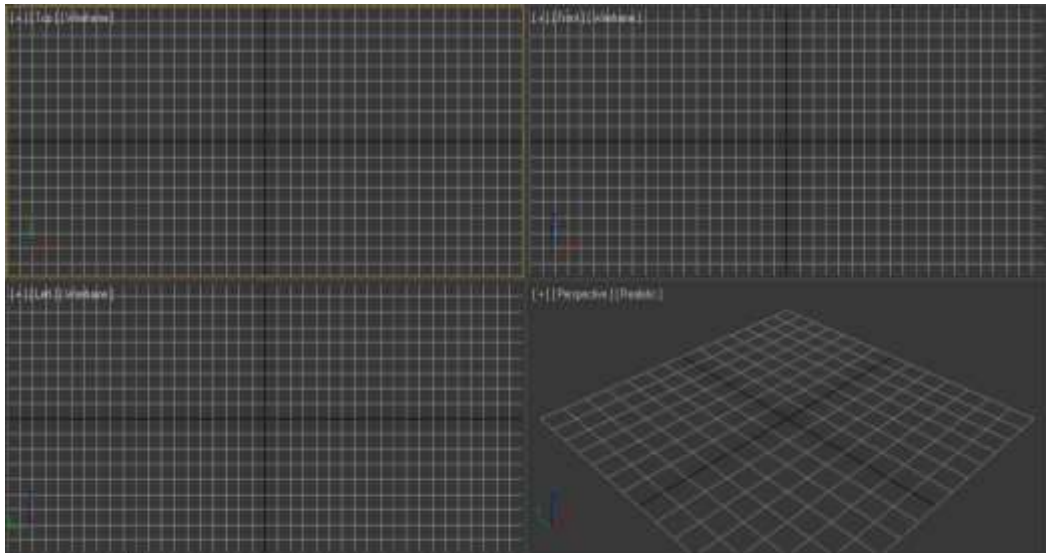 [+] [Top] [Wireframe]
[+] [Front] [Wireframe]
[+] [Left] [Wireframe]
[+] [Perspective] [Realistic]